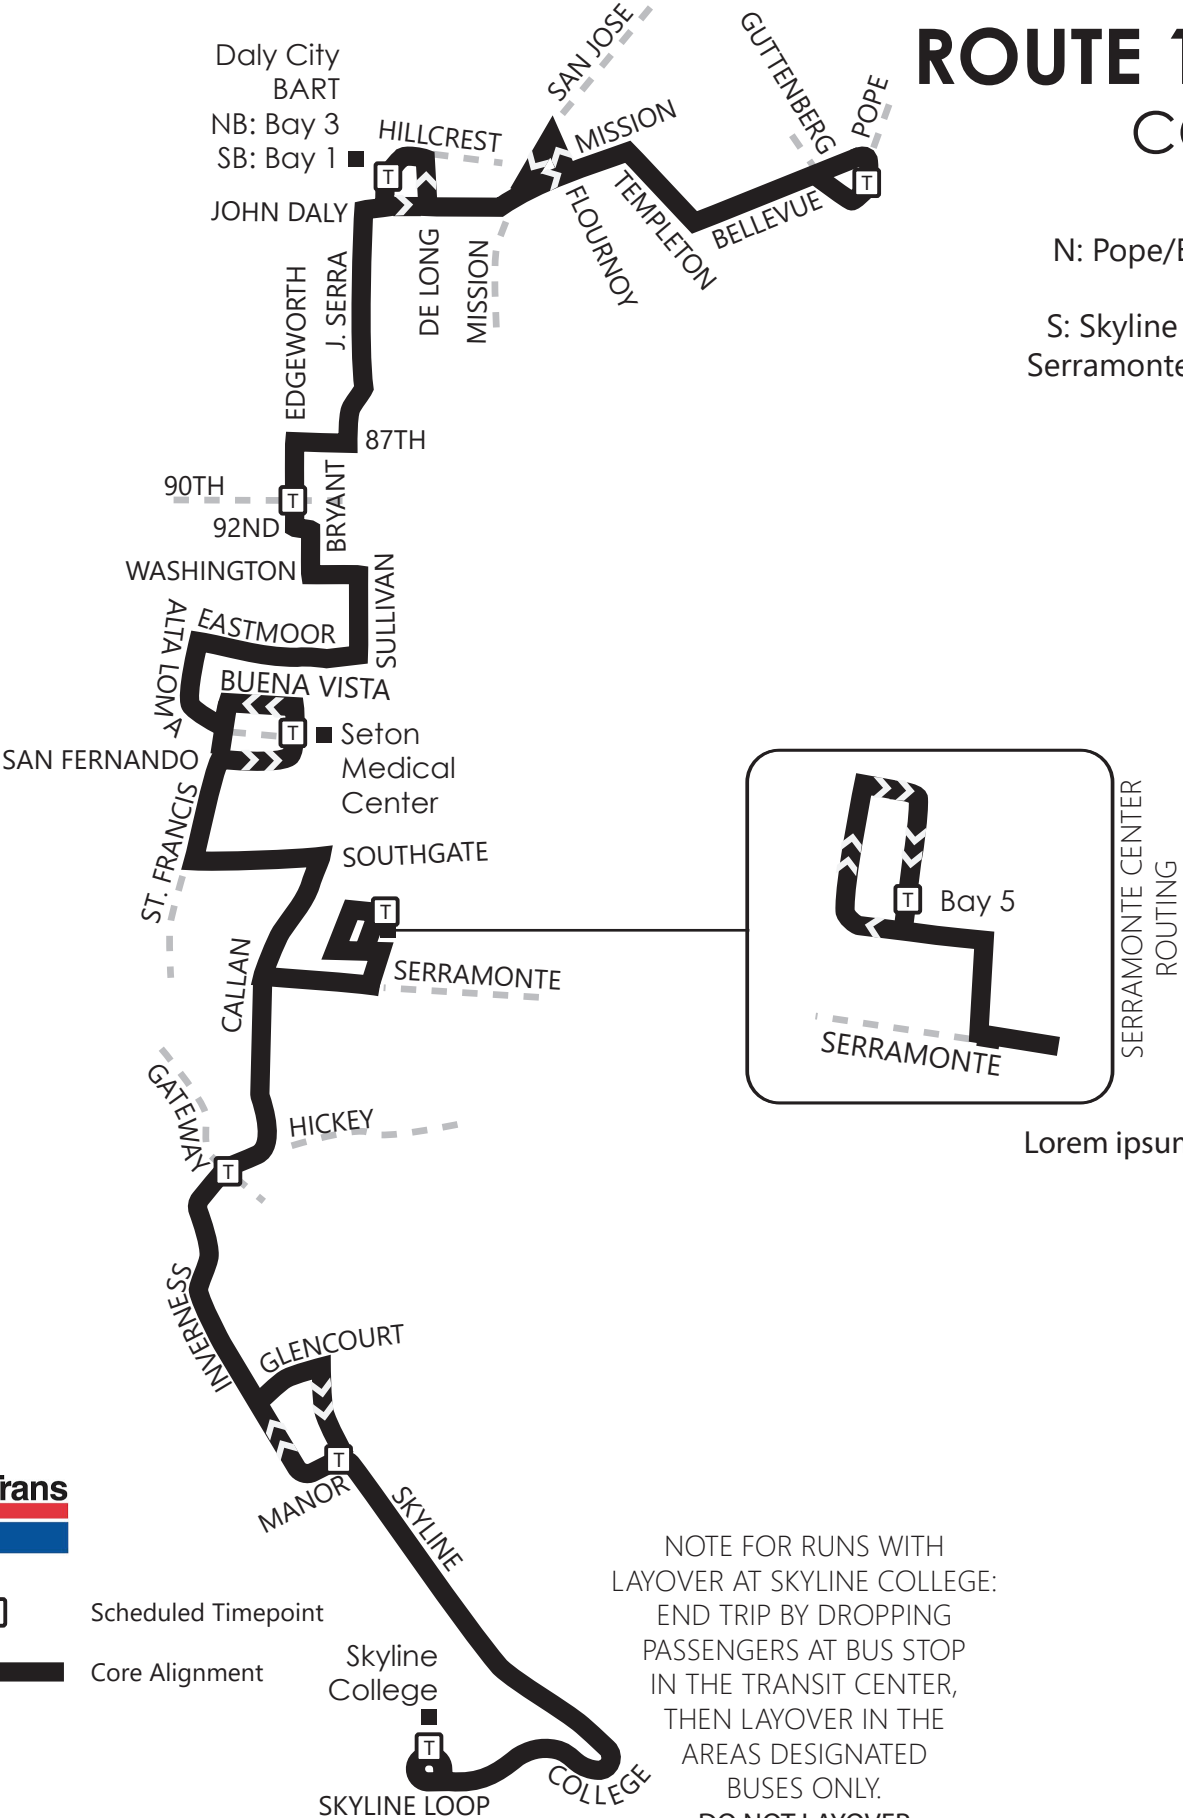 ROUTE
Daly City
BART
NB: Bay 3
SB: Bay 1
HILLCREST
SAN JOSE
MISSION
GUTTENBERG
POPE
T
T
JOHN DALY
FLOURNOY
TEMPLETON
BELLEVUE
DE LONG
MISSION
J. SERRA
EDGEWORTH
N: Pope/
S: Skyline
Serramonte
87TH
90TH
T
BRYANT
92ND
WASHINGTON
SULLIVAN
ALTA LOMA
EASTMOOR
BUENA VISTA
T
Seton
Medical
Center
SAN FERNANDO
ST. FRANCIS
SOUTHGATE
T
SERRAMONTE
CALLAN
T
Bay 5
SERRAMONTE
SERRAMONTE CENTER
ROUTING
GATEWAY
HICKEY
T
Lorem ipsum
INVERNESS
GLENCOURT
T
MANOR
SKYLINE
rans
Scheduled Timepoint
Core Alignment
Skyline
College
T
SKYLINE LOOP
COLLEGE
NOTE FOR RUNS WITH
LAYOVER AT SKYLINE COLLEGE:
END TRIP BY DROPPING
PASSENGERS AT BUS STOP
IN THE TRANSIT CENTER,
THEN LAYOVER IN THE
AREAS DESIGNATED
BUSES ONLY.
DO NOT LAYOVER